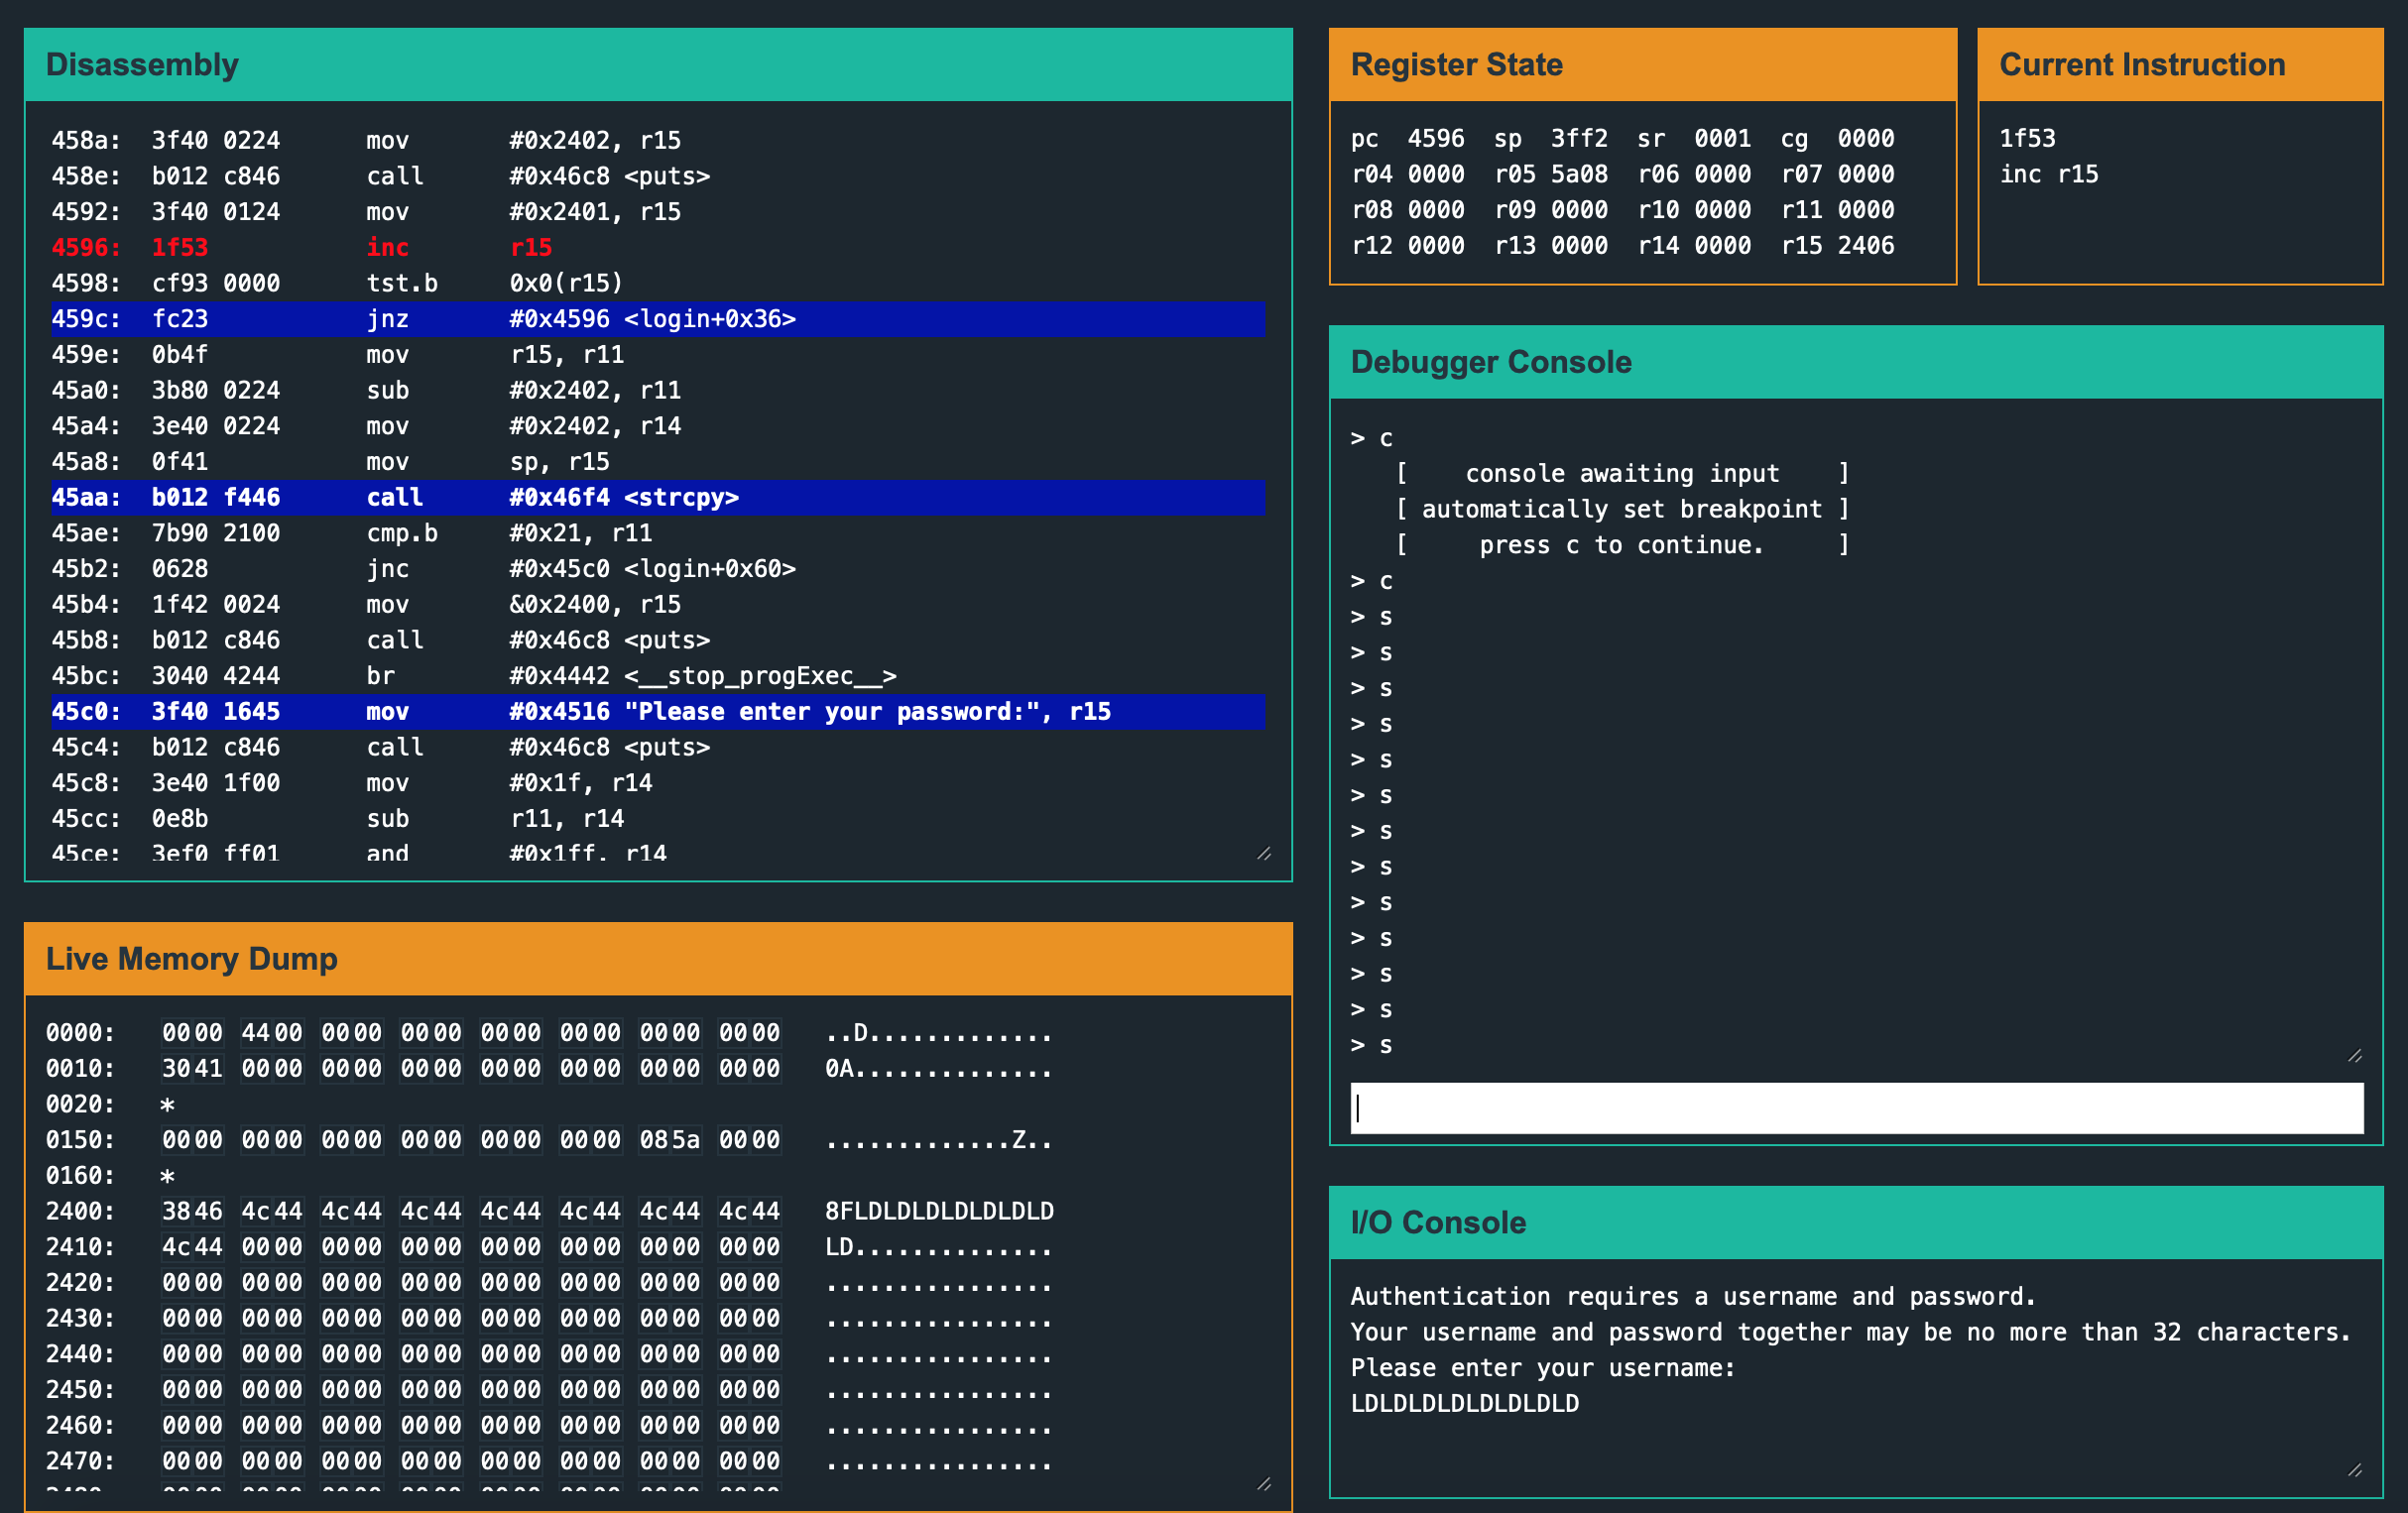 Disassembly
458a: 3f40 0224 mov #0x2402, r15
458e: b012 c846 call #0x46c8 <puts>
4592: 3f40 0124 mov #0x2401, r15
4596: 1f53 inc r15
4598: cf93 0000 tst.b 0x0(r15)
459c: fc23 jnz #0x4596 <login+0x36>
459e: 0b4f mov r15, r11
45a0: 3b80 0224 sub #0x2402, r11
45a4: 3e40 0224 mov #0x2402, r14
45a8: 0f41 mov sp, r15
45aa: b012 f446 call #0x46f4 <strcpy>
45ae: 7b90 2100 cmp.b #0x21, r11
45b2: 0628 jnc #0x45c0 <login+0x60>
45b4: 1f42 0024 mov &0x2400, r15
45b8: b012 c846 call #0x46c8 <puts>
45bc: 3040 4244 br #0x4442 <__stop_progExec__>
45c0: 3f40 1645 mov #0x4516 "Please enter your password:", r15
45c4: b012 c846 call #0x46c8 <puts>
45c8: 3e40 1f00 mov #0x1f, r14
45cc: 0e8b sub r11, r14
45ce: 3ef0 ff01 and #0x1ff, r14
Live Memory Dump
0000: 0000 4400 0000 0000 0000 0000 0000 0000 ..D.............
0010: 3041 0000 0000 0000 0000 0000 0000 0000 0A..............
0020: *
0150: 0000 0000 0000 0000 0000 0000 085a 0000 .............Z..
0160: *
2400: 3846 4c44 4c44 4c44 4c44 4c44 4c44 4c44 8FLDLDLDLDLDLDLD
2410: 4c44 0000 0000 0000 0000 0000 0000 0000 LD..............
2420: 0000 0000 0000 0000 0000 0000 0000 0000 ................
2430: 0000 0000 0000 0000 0000 0000 0000 0000 ................
2440: 0000 0000 0000 0000 0000 0000 0000 0000 ................
2450: 0000 0000 0000 0000 0000 0000 0000 0000 ................
2460: 0000 0000 0000 0000 0000 0000 0000 0000 ................
2470: 0000 0000 0000 0000 0000 0000 0000 0000 ................
Register State
pc 4596 sp 3ff2 sr 0001 cg 0000
r04 0000 r05 5a08 r06 0000 r07 0000
r08 0000 r09 0000 r10 0000 r11 0000
r12 0000 r13 0000 r14 0000 r15 2406
Current Instruction
1f53
inc r15
Debugger Console
> c
[ console awaiting input ]
[ automatically set breakpoint ]
[ press c to continue. ]
> c
> s
> s
> s
> s
> s
> s
> s
> s
> s
> s
> s
> s
> s
I/O Console
Authentication requires a username and password.
Your username and password together may be no more than 32 characters.
Please enter your username:
LDLDLDLDLDLDLDLD